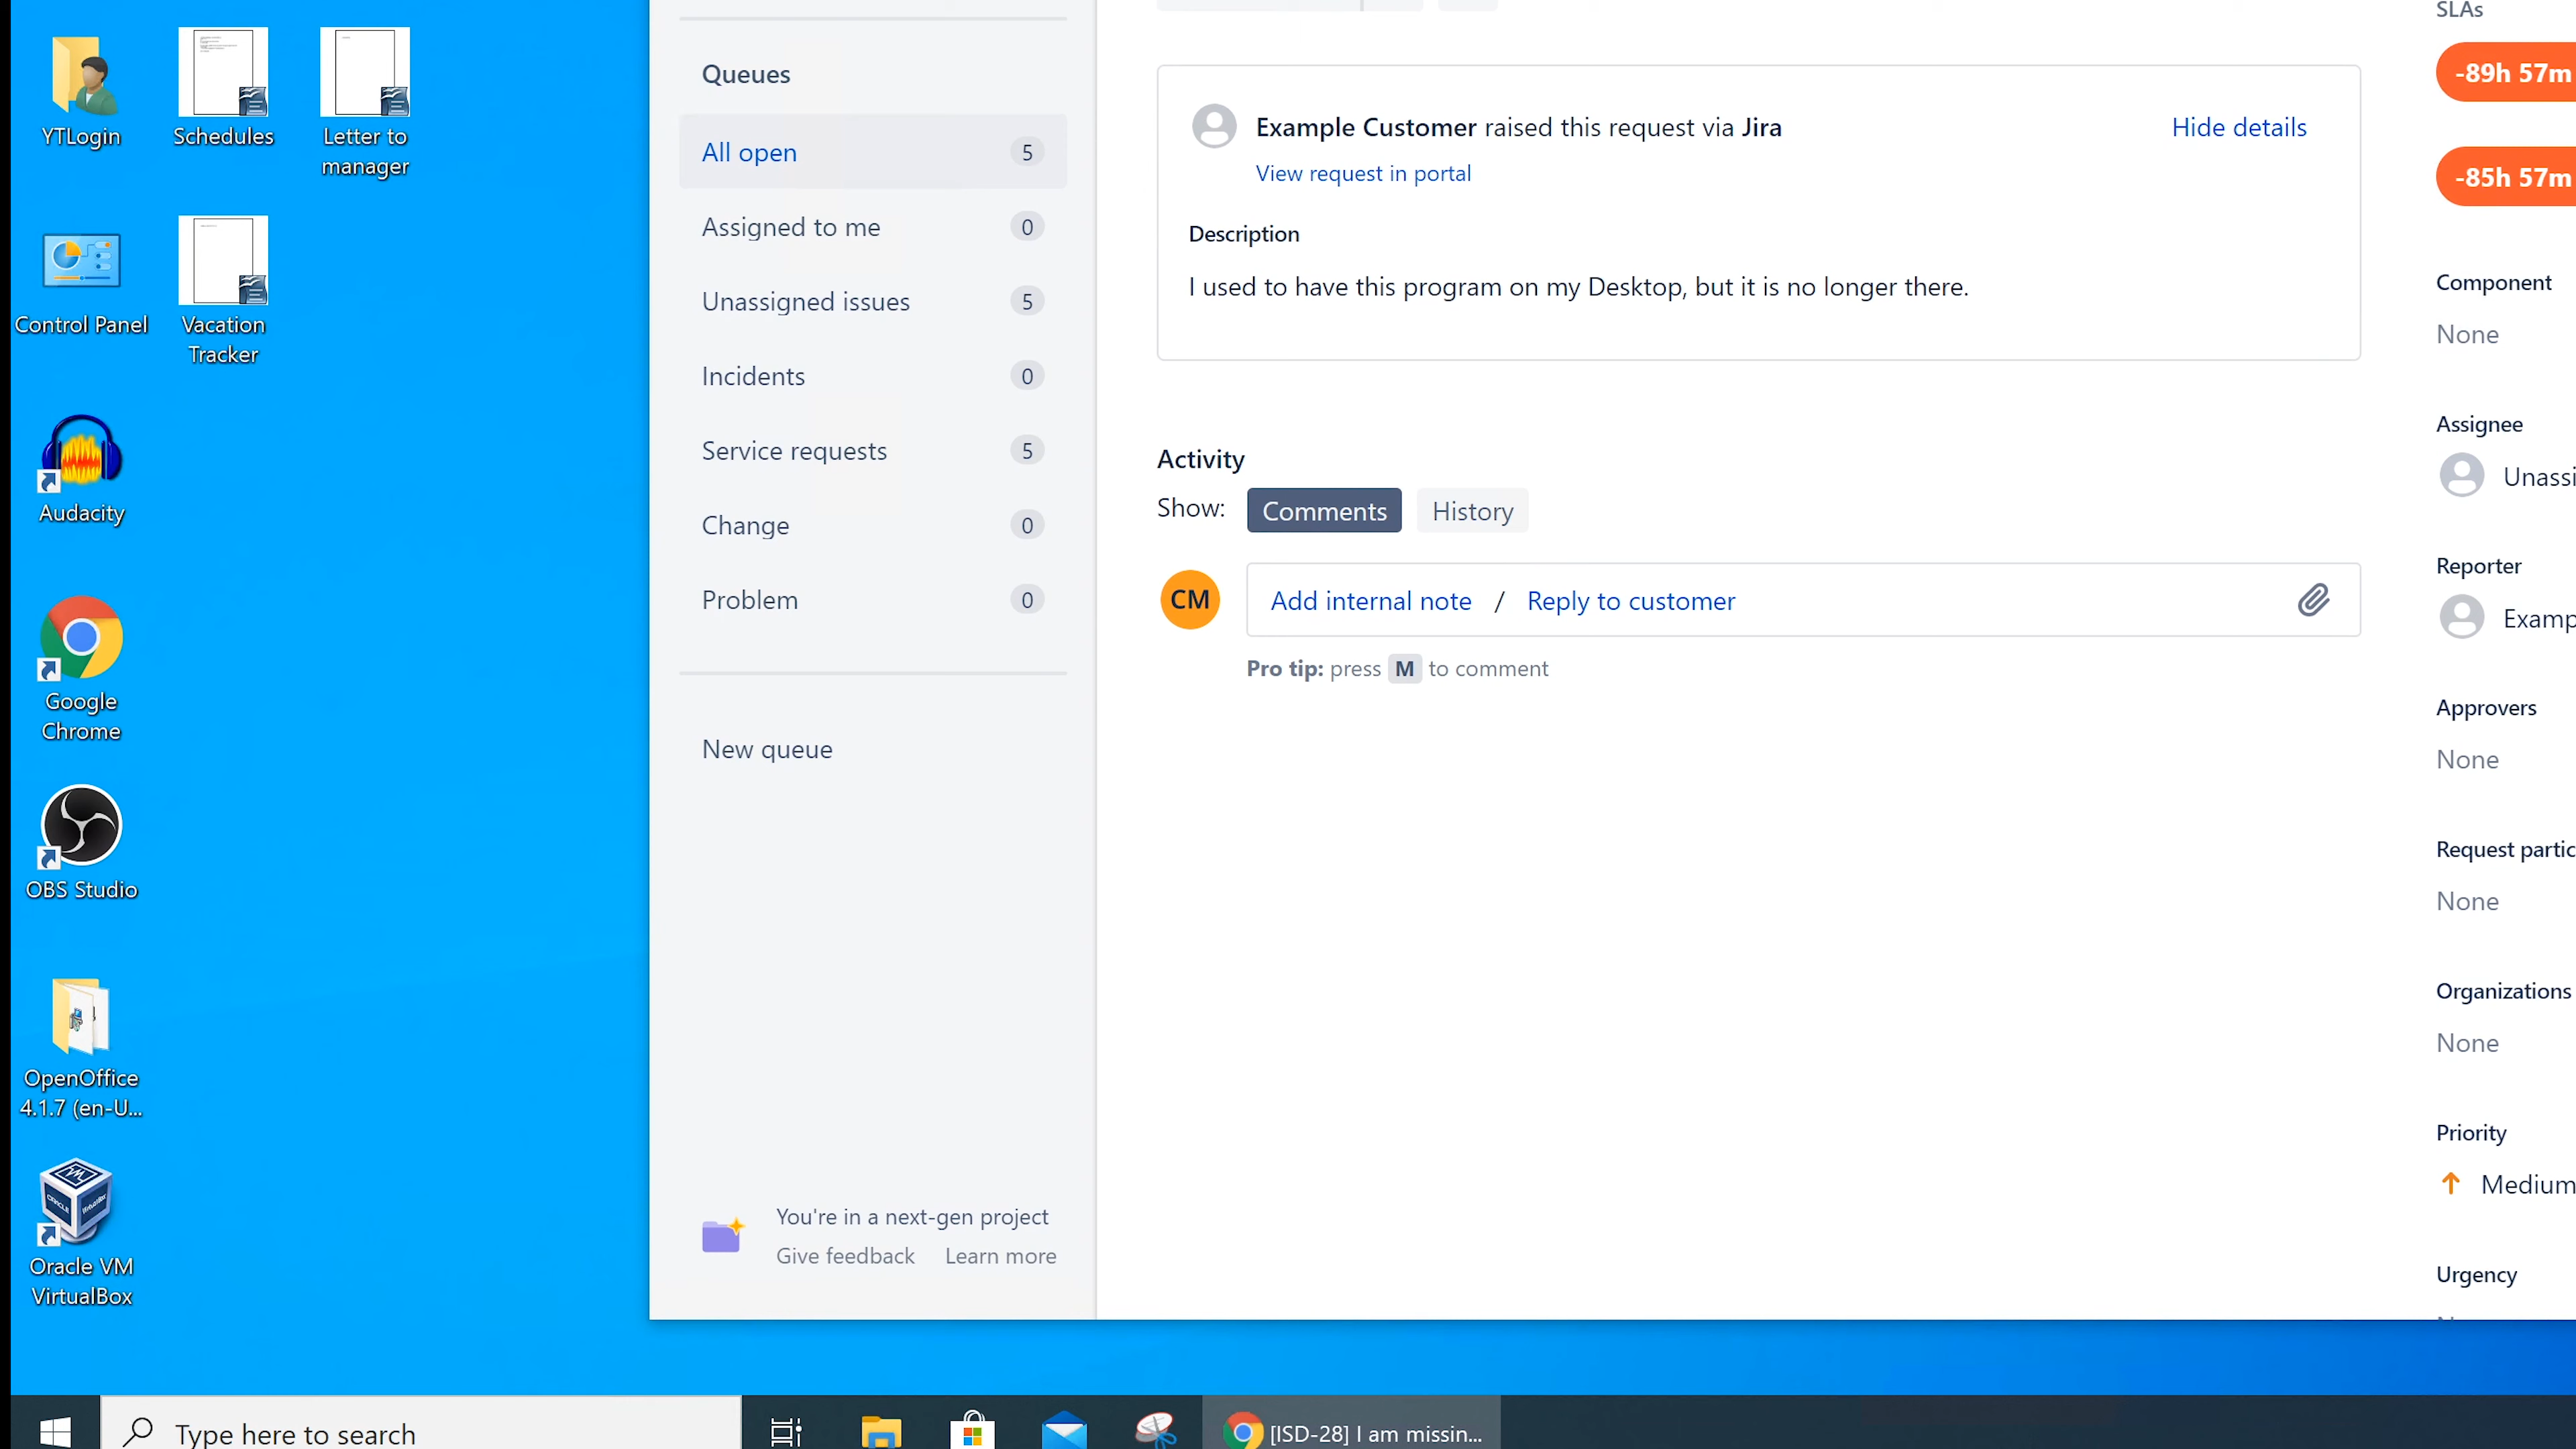 YTLogin
Schedules
Letter to
manager
Control Panel
Vacation
Tracker
Audacity
Google
Chrome
OBS Studio
OpenOffice
4.1.7 (en-U...
Oracle VM
VirtualBox
Queues
All open 5
Assigned to me 0
Unassigned issues 5
Incidents 0
Service requests 5
Change 0
Problem 0
New queue
You're in a next-gen project
Give feedback Learn more
Example Customer raised this request via Jira
Hide details
View request in portal
Description
I used to have this program on my Desktop, but it is no longer there.
Activity
Show: Comments History
CM Add internal note / Reply to customer
Pro tip: press M to comment
SLAs
-89h 57m
-85h 57m
Component
None
Assignee
Unassi
Reporter
Examp
Approvers
None
Request partic
None
Organizations
None
Priority
Medium
Urgency
Type here to search
[ISD-28] I am missin...